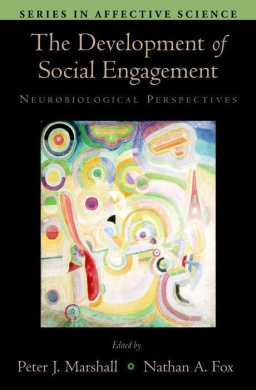 SERIES IN AFFECTIVE SCIENCE
The Development of
Social Engagement
NEUROBIOLOGICAL PERSPECTIVES
Edited by
Peter J. Marshall Nathan A. Fox